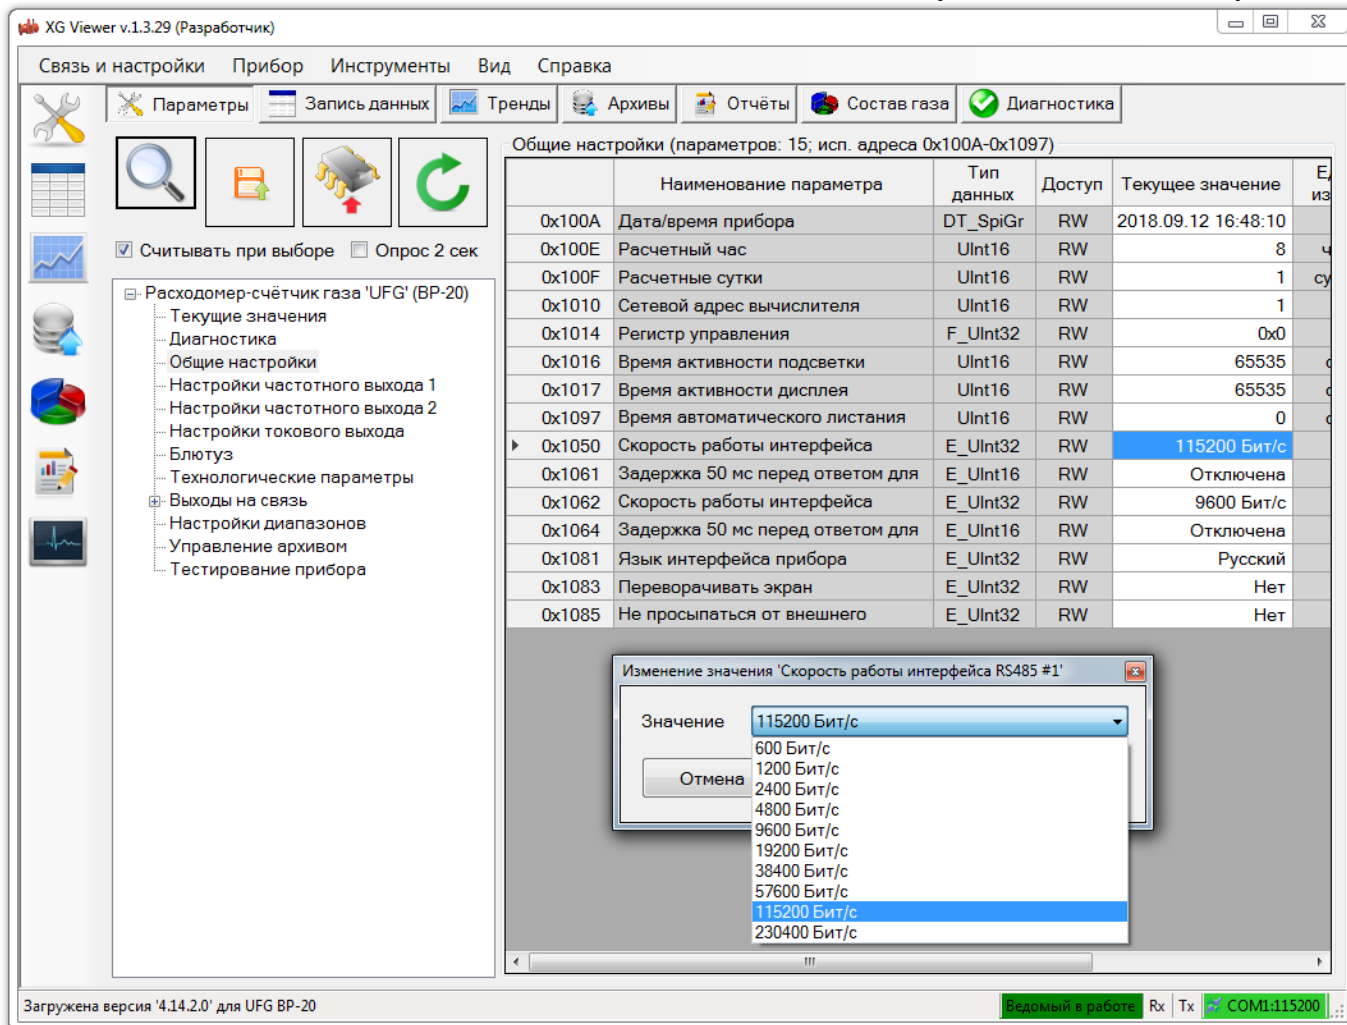 XG Viewer v.1.3.29 (Разработчик)
Связь и настройки Прибор Инструменты Вид Справка
Параметры Запись данных Тренды Архивы Отчёты Состав газа Диагностика
Считывать при выборе Опрос 2 сек
Расходомер-счётчик газа 'UFG' (ВР-20)
Текущие значения
Диагностика
Общие настройки
Настройки частотного выхода 1
Настройки частотного выхода 2
Настройки токового выхода
Блютуз
Технологические параметры
Выходы на связь
Настройки диапазонов
Управление архивом
Тестирование прибора
Общие настройки (параметров: 15; исп. адреса 0x100A-0x1097)
Наименование параметра Тип данных Доступ Текущее значение
0x100A Дата/время прибора DT_SpiGr RW 2018.09.12 16:48:10
0x100E Расчетный час UInt16 RW 8
0x100F Расчетные сутки UInt16 RW 1 су
0x1010 Сетевой адрес вычислителя UInt16 RW 1
0x1014 Регистр управления F_UInt32 RW 0x0
0x1016 Время активности подсветки UInt16 RW 65535
0x1017 Время активности дисплея UInt16 RW 65535
0x1097 Время автоматического листания UInt16 RW 0
0x1050 Скорость работы интерфейса E_UInt32 RW 115200 Бит/с
0x1061 Задержка 50 мс перед ответом для E_UInt16 RW Отключена
0x1062 Скорость работы интерфейса E_UInt32 RW 9600 Бит/с
0x1064 Задержка 50 мс перед ответом для E_UInt16 RW Отключена
0x1081 Язык интерфейса прибора E_UInt32 RW Русский
0x1083 Переворачивать экран E_UInt32 RW Нет
0x1085 Не просыпаться от внешнего E_UInt32 RW Нет
Изменение значения 'Скорость работы интерфейса RS485 #1'
Значение 115200 Бит/с
Отмена
600 Бит/с
1200 Бит/с
2400 Бит/с
4800 Бит/с
9600 Бит/с
19200 Бит/с
38400 Бит/с
57600 Бит/с
115200 Бит/с
230400 Бит/с
Загружена версия '4.14.2.0' для UFG ВР-20 Ведомый в работе Rx Tx COM1:115200